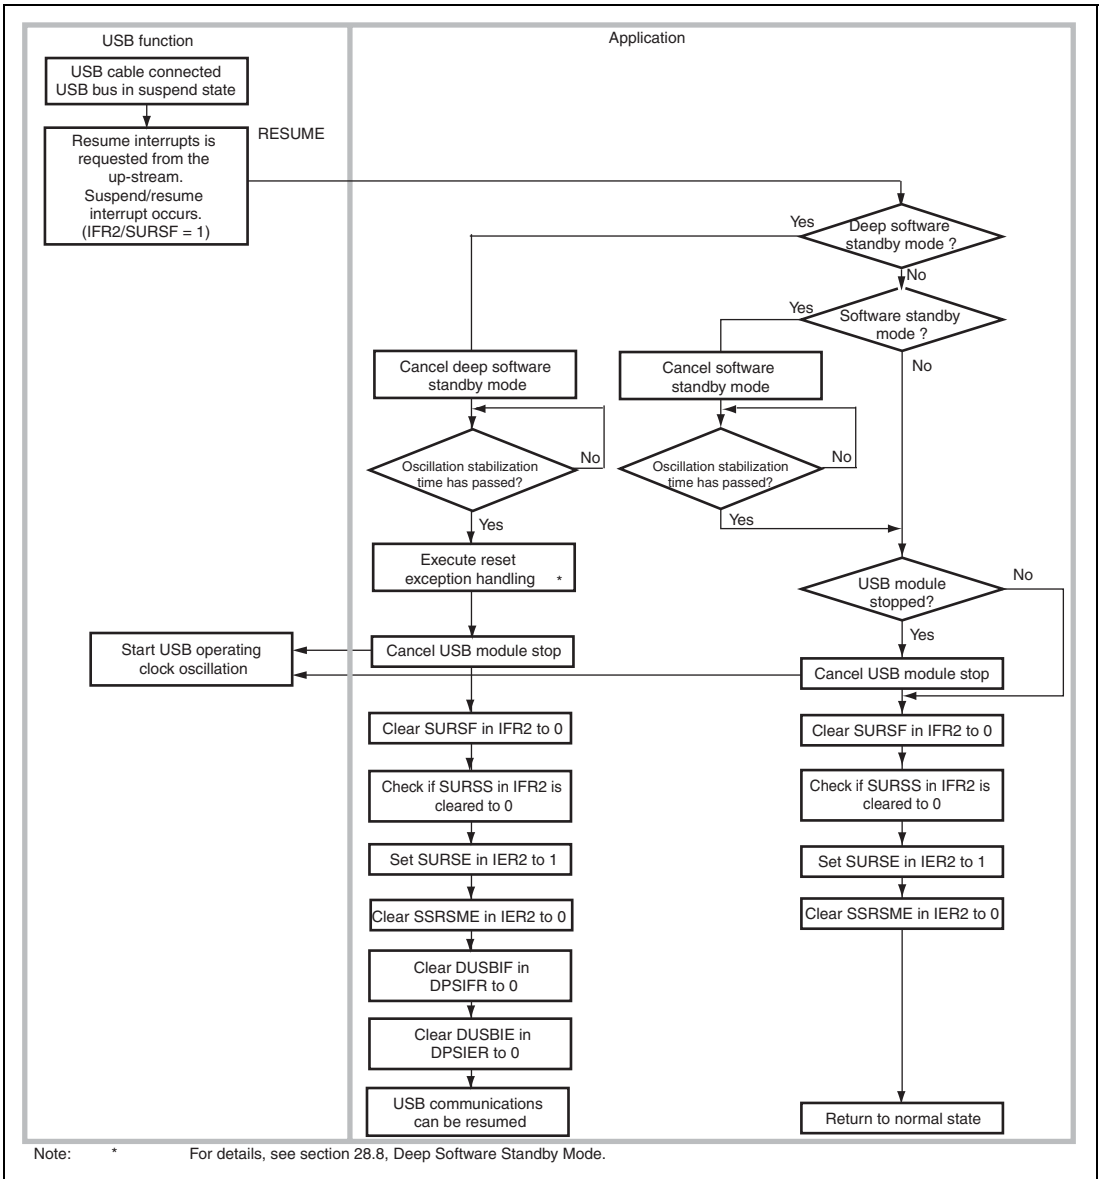 USB function
Application
USB cable connected
USB bus in suspend state
Resume interrupts is
requested from the
up-stream.
Suspend/resume
interrupt occurs.
(IFR2/SURSF = 1)
RESUME
Yes
Deep software
standby mode ?
No
Yes
Software standby
mode ?
No
Cancel deep software
standby mode
Cancel software
standby mode
Oscillation stabilization
time has passed?
No
Oscillation stabilization
time has passed?
No
Yes
Yes
Execute reset
exception handling *
USB module
stopped?
No
Yes
Start USB operating
clock oscillation
Cancel USB module stop
Cancel USB module stop
Clear SURSF in IFR2 to 0
Clear SURSF in IFR2 to 0
Check if SURSS in IFR2 is
cleared to 0
Check if SURSS in IFR2 is
cleared to 0
Set SURSE in IER2 to 1
Set SURSE in IER2 to 1
Clear SSRSME in IER2 to 0
Clear SSRSME in IER2 to 0
Clear DUSBIF in
DPSIFR to 0
Clear DUSBIE in
DPSIER to 0
USB communications
can be resumed
Return to normal state
Note: * For details, see section 28.8, Deep Software Standby Mode.